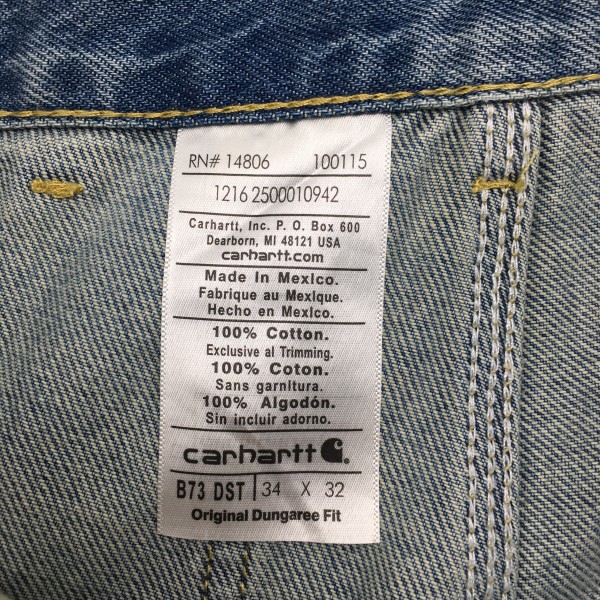 RN# 14806 100115
1216 2500010942
Carhartt, Inc. P. O. Box 600
Dearborn, MI 48121 USA
carhartt.com
Made in Mexico.
Fabrique au Mexique.
Hecho en Mexico.
100% Cotton.
Exclusive al Trimming.
100% Coton.
Sans garnitura.
100% Algodón.
Sin incluir adorno.
carhartt
B73 DST 34 X 32
Original Dungaree Fit